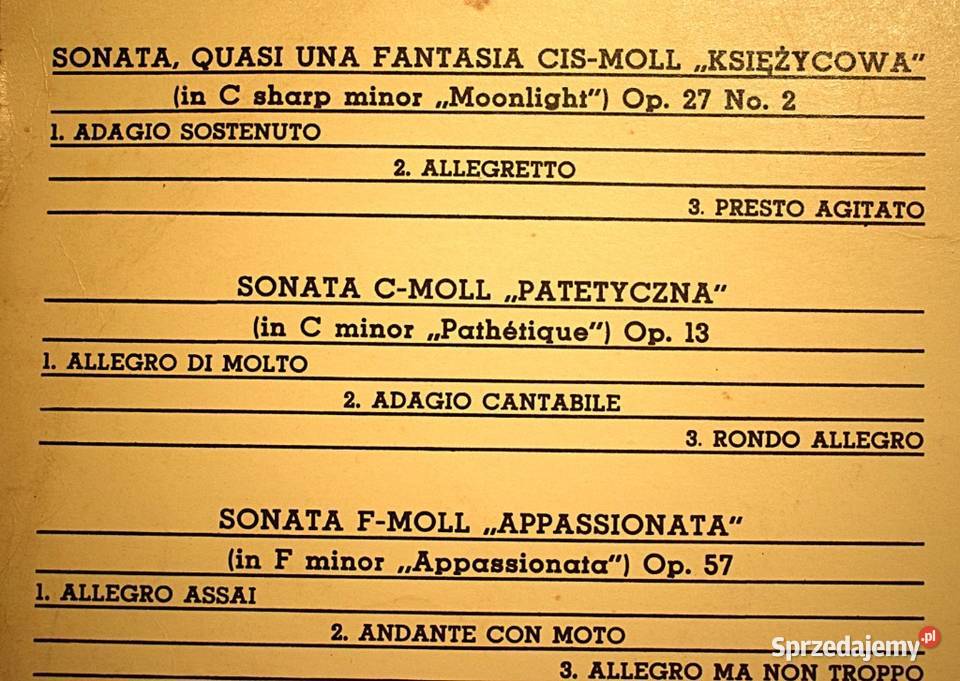 SONATA, QUASI UNA FANTASIA CIS-MOLL „KSIĘŻYCOWA"
(in C sharp minor „Moonlight") Op. 27 No. 2
1. ADAGIO SOSTENUTO
2. ALLEGRETTO
3. PRESTO AGITATO
SONATA C-MOLL „PATETYCZNA"
(in C minor „Pathétique") Op. 13
1. ALLEGRO DI MOLTO
2. ADAGIO CANTABILE
3. RONDO ALLEGRO
SONATA F-MOLL „APPASSIONATA"
(in F minor „Appassionata") Op. 57
1. ALLEGRO ASSAI
2. ANDANTE CON MOTO
3. ALLEGRO MA NON TROPPO
Sprzedajemy.pl